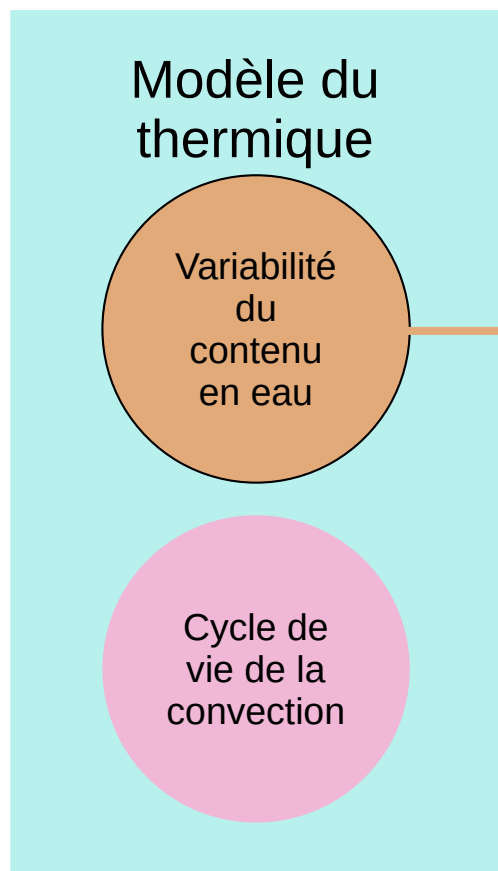 Modèle du
thermique
Variabilité
du
contenu
en eau
Cycle de
vie de la
convection